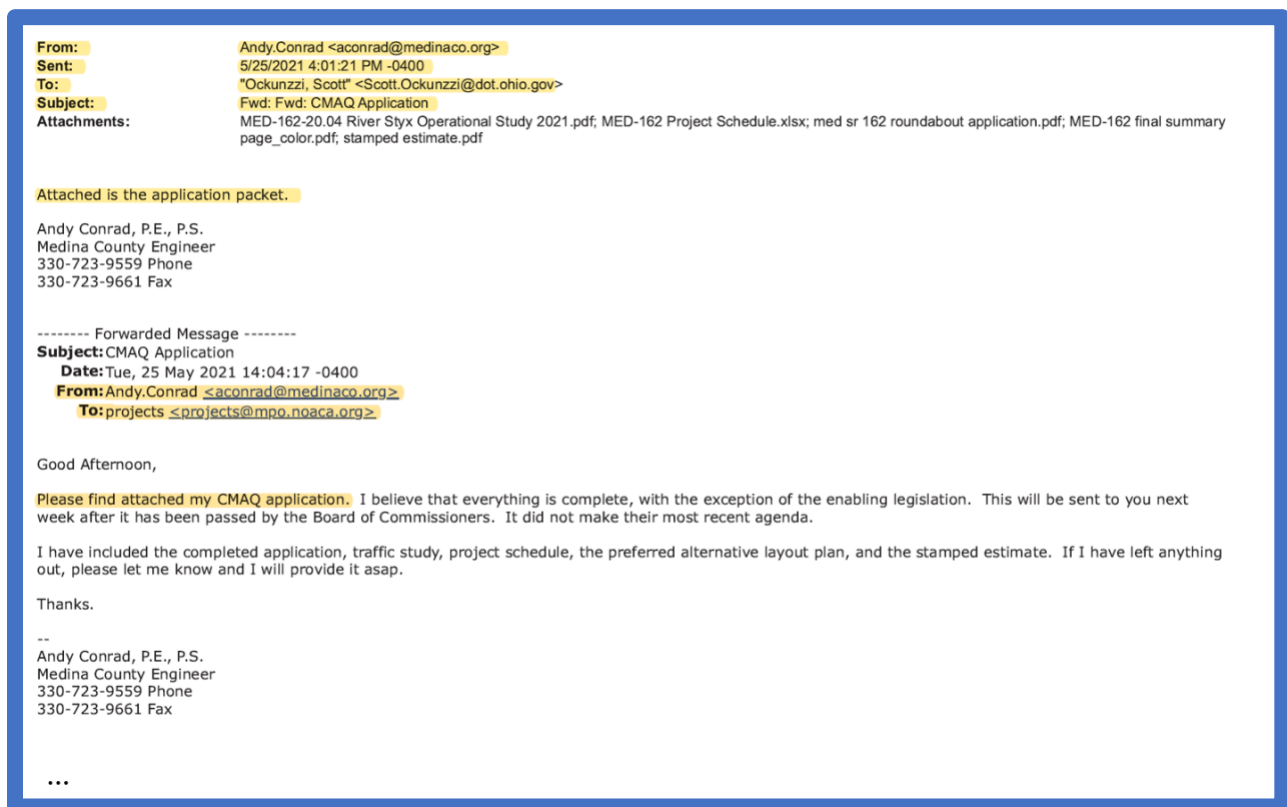 From: Andy.Conrad <aconrad@medinaco.org>
Sent: 5/25/2021 4:01:21 PM -0400
To: "Ockunzzi, Scott" <Scott.Ockunzzi@dot.ohio.gov>
Subject: Fwd: Fwd: CMAQ Application
Attachments: MED-162-20.04 River Styx Operational Study 2021.pdf; MED-162 Project Schedule.xlsx; med sr 162 roundabout application.pdf; MED-162 final summary
page_color.pdf; stamped estimate.pdf
Attached is the application packet.
Andy Conrad, P.E., P.S.
Medina County Engineer
330-723-9559 Phone
330-723-9661 Fax
-------- Forwarded Message --------
Subject: CMAQ Application
Date: Tue, 25 May 2021 14:04:17 -0400
From: Andy.Conrad <aconrad@medinaco.org>
To: projects <projects@mpo.noaca.org>
Good Afternoon,
Please find attached my CMAQ application. I believe that everything is complete, with the exception of the enabling legislation. This will be sent to you next
week after it has been passed by the Board of Commissioners. It did not make their most recent agenda.
I have included the completed application, traffic study, project schedule, the preferred alternative layout plan, and the stamped estimate. If I have left anything
out, please let me know and I will provide it asap.
Thanks.
--
Andy Conrad, P.E., P.S.
Medina County Engineer
330-723-9559 Phone
330-723-9661 Fax
...